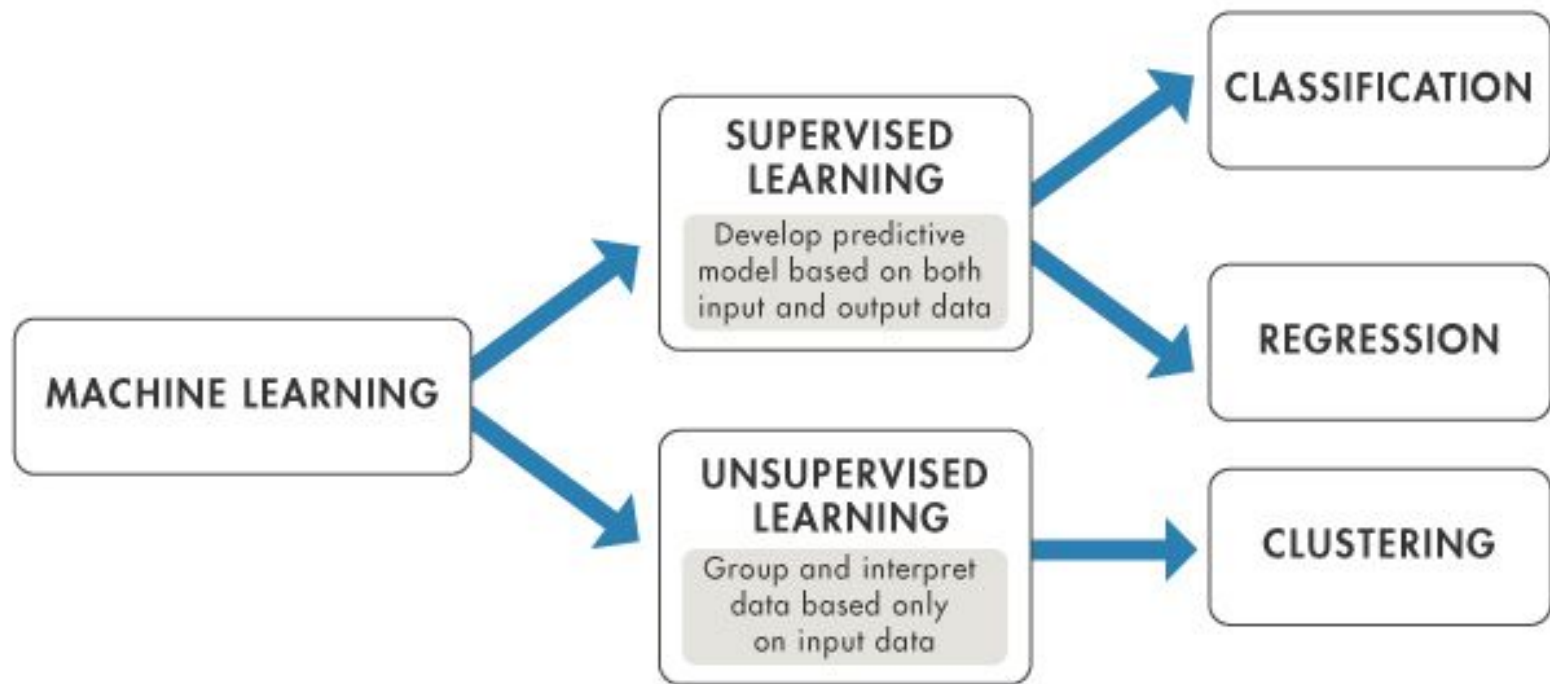 MACHINE LEARNING
SUPERVISED
LEARNING
Develop predictive
model based on both
input and output data
UNSUPERVISED
LEARNING
Group and interpret
data based only
on input data
CLASSIFICATION
REGRESSION
CLUSTERING